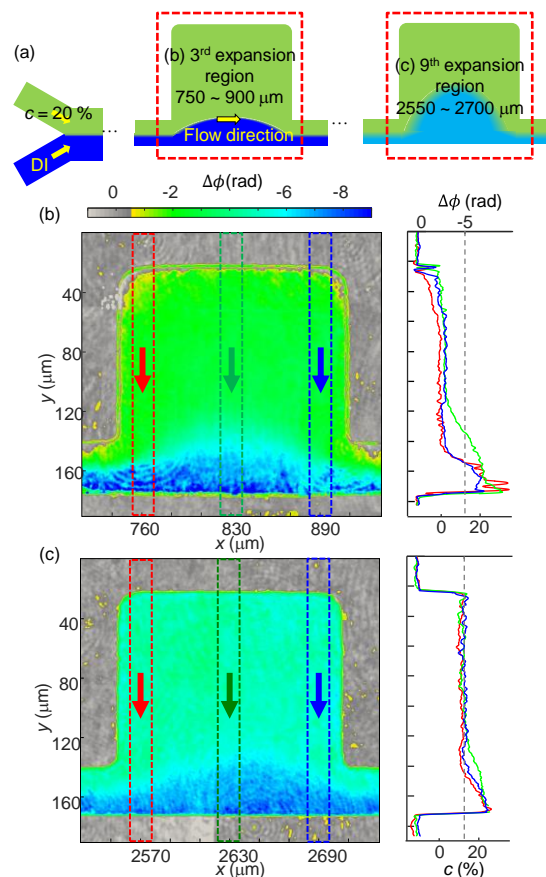 (a)
(b) 3rd expansion
region
750 ~ 900 μm
(c) 9th expansion
region
2550 ~ 2700 μm
c = 20 %
DI
...
Flow direction
...
Δϕ(rad)
0 -2 -4 -6 -8
Δϕ(rad)
0 -5
(b)
40
80
120
160
y (μm)
760 830 890
x (μm)
0 20
(c)
40
80
120
160
y (μm)
2570 2630 2690
x (μm)
0 20
c (%)